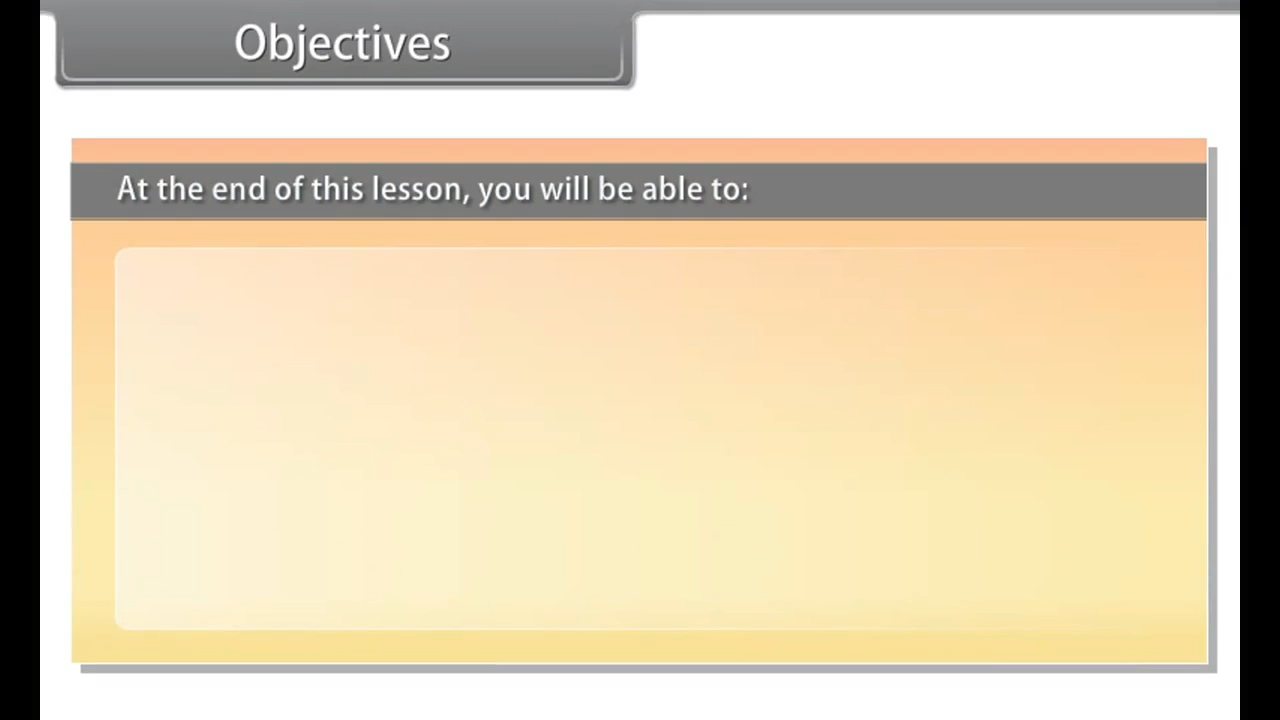 Objectives
At the end of this lesson, you will be able to: